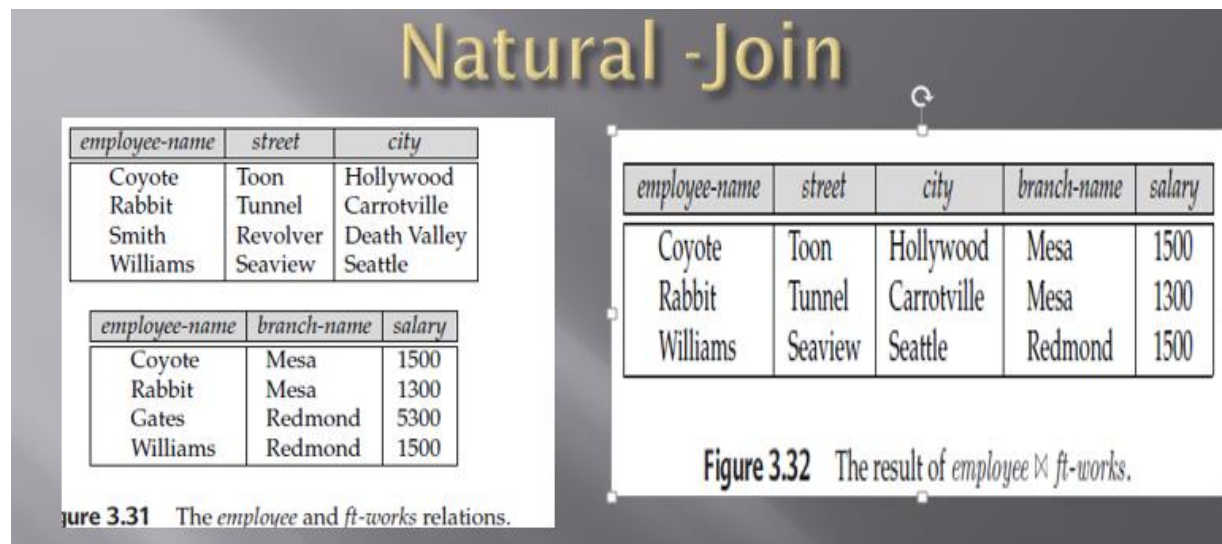 Natural -Join
employee-name street city
Coyote Toon Hollywood
Rabbit Tunnel Carrotville
Smith Revolver Death Valley
Williams Seaview Seattle
employee-name branch-name salary
Coyote Mesa 1500
Rabbit Mesa 1300
Gates Redmond 5300
Williams Redmond 1500
gure 3.31 The employee and ft-works relations.
employee-name street city branch-name salary
Coyote Toon Hollywood Mesa 1500
Rabbit Tunnel Carrotville Mesa 1300
Williams Seaview Seattle Redmond 1500
Figure 3.32 The result of employee ⋈ ft-works.